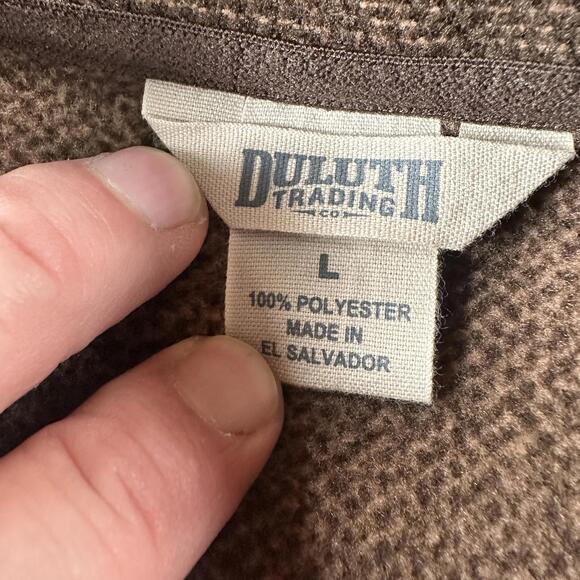 DULUTH
TRADING
CO
L
100% POLYESTER
MADE IN
EL SALVADOR